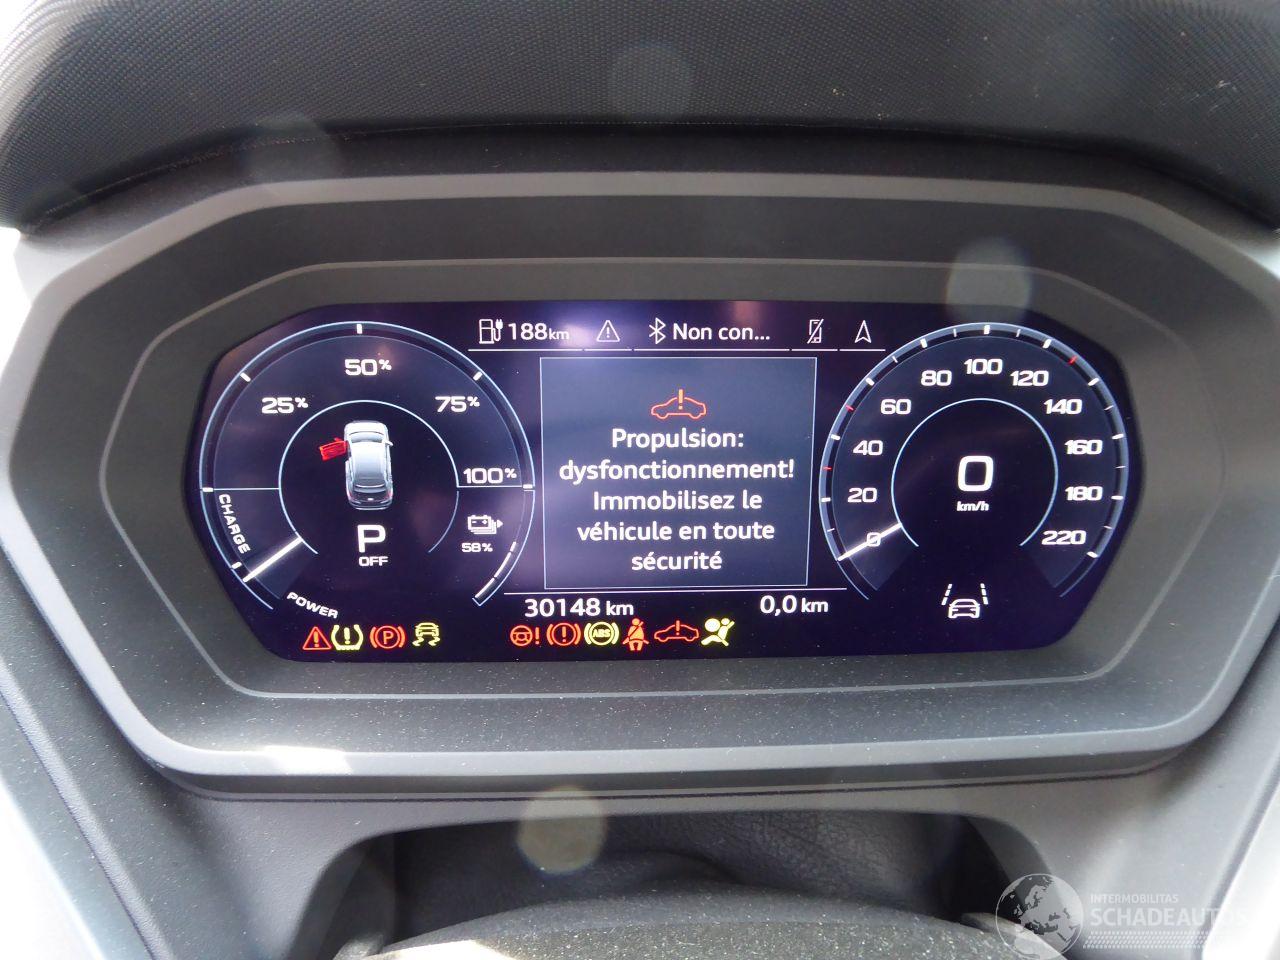 188km
Non con...
50%
25%
75%
100%
CHARGE
POWER
P
OFF
58%
Propulsion:
dysfonctionnement!
Immobilisez le
véhicule en toute
sécurité
30148 km
0,0 km
0
20
40
60
80
100
120
140
160
180
220
0
km/h
P
ABS
INTERMOBILITAS
SCHADEAUTOS